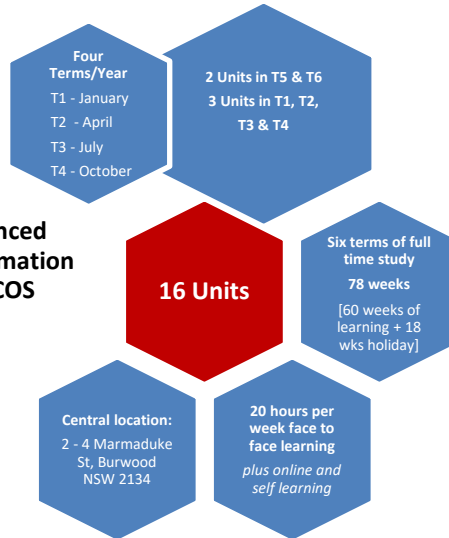 Four
Terms/Year
T1 - January
T2 - April
T3 - July
T4 - October
2 Units in T5 & T6
3 Units in T1, T2,
T3 & T4
nced
mation
COS
16 Units
Six terms of full
time study
78 weeks
[60 weeks of
learning + 18
wks holiday]
Central location:
2 - 4 Marmaduke
St, Burwood
NSW 2134
20 hours per
week face to
face learning
plus online and
self learning